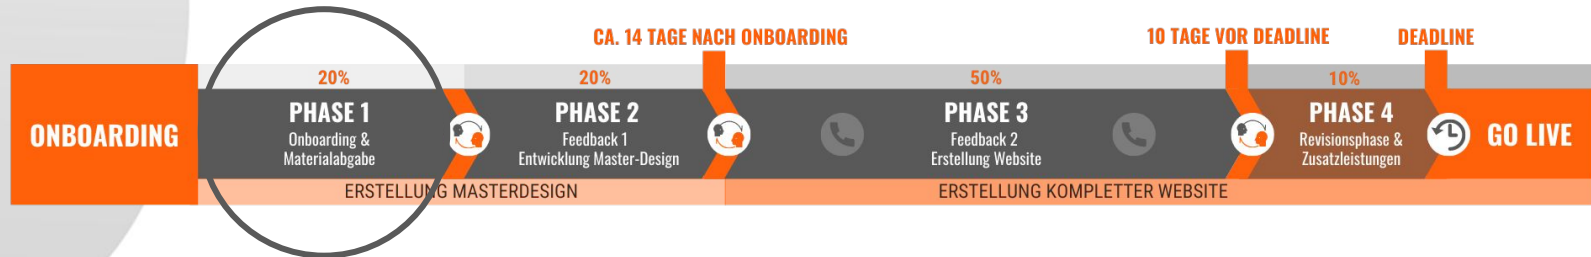 CA. 14 TAGE NACH ONBOARDING
10 TAGE VOR DEADLINE
DEADLINE
20%
20%
50%
10%
ONBOARDING
PHASE 1
Onboarding &
Materialabgabe
PHASE 2
Feedback 1
Entwicklung Master-Design
PHASE 3
Feedback 2
Erstellung Website
PHASE 4
Revisionsphase &
Zusatzleistungen
GO LIVE
ERSTELLUNG MASTERDESIGN
ERSTELLUNG KOMPLETTER WEBSITE